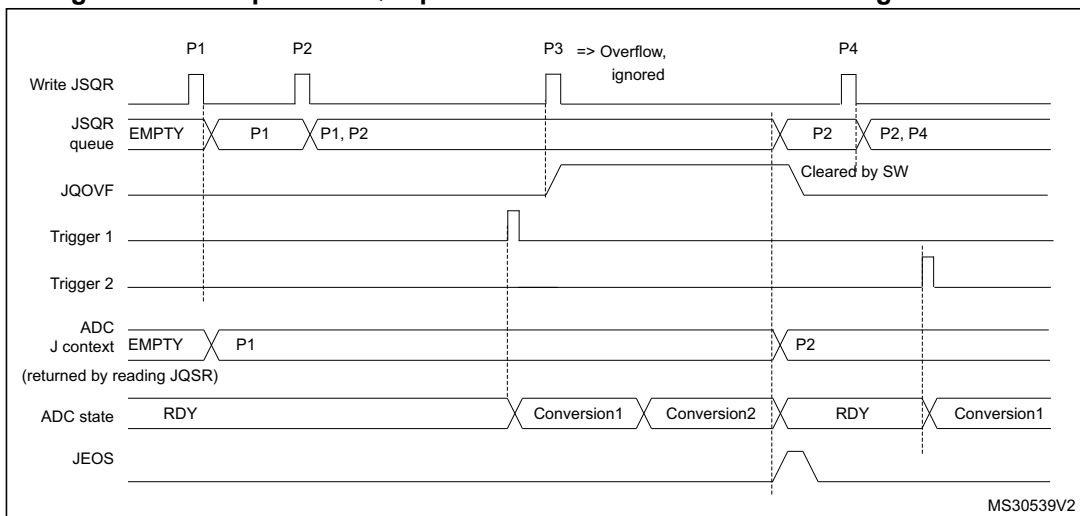 P1 P2 P3 => Overflow, P4
ignored
Write JSQR
JSQR
queue EMPTY P1 P1, P2 P2 P2, P4
JQOVF Cleared by SW
Trigger 1
Trigger 2
ADC
J context EMPTY P1 P2
(returned by reading JQSR)
ADC state RDY Conversion1 Conversion2 RDY Conversion1
JEOS
MS30539V2